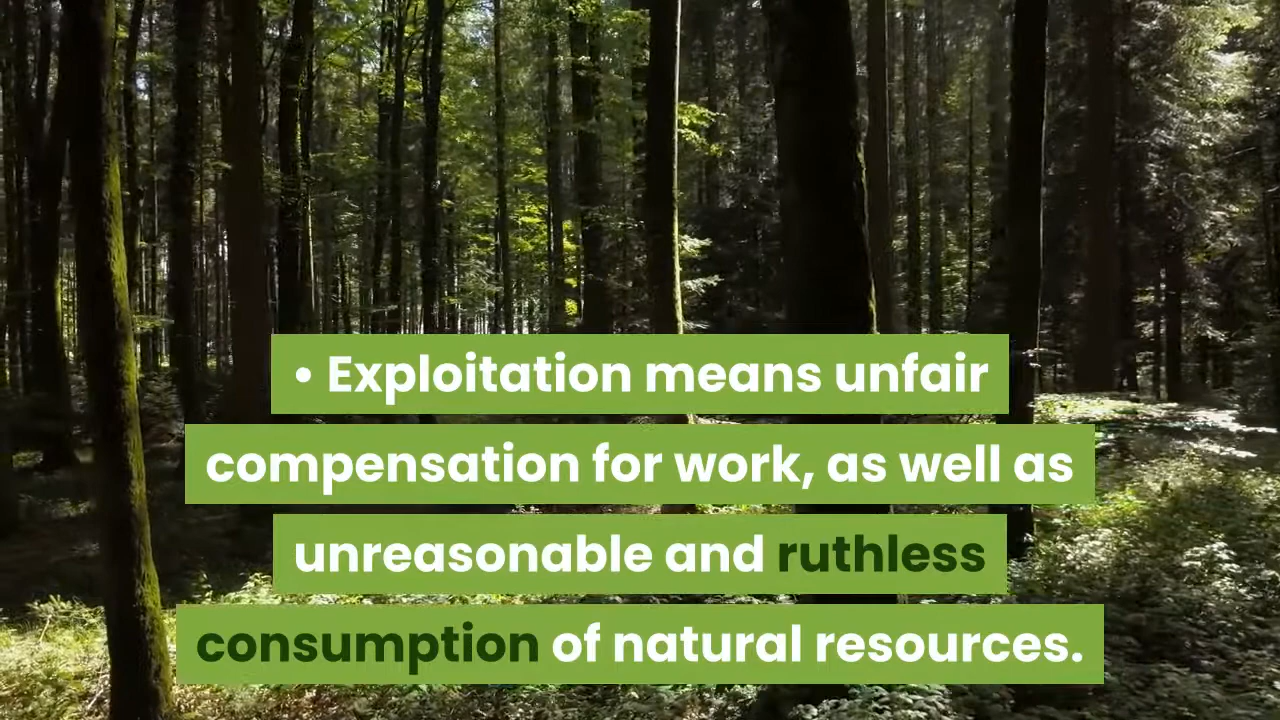 • Exploitation means unfair
compensation for work, as well as
unreasonable and ruthless
consumption of natural resources.